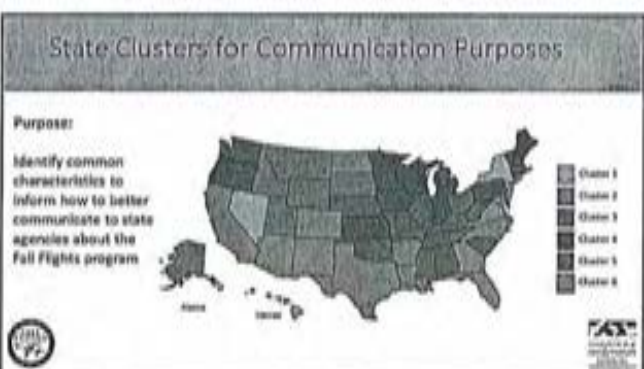 State Clusters for Communication Purposes
Purpose:
Identify common
characteristics to
inform how to better
communicate to state
agencies about the
Fall Flights program
Cluster 1
Cluster 2
Cluster 3
Cluster 4
Cluster 5
Cluster 6